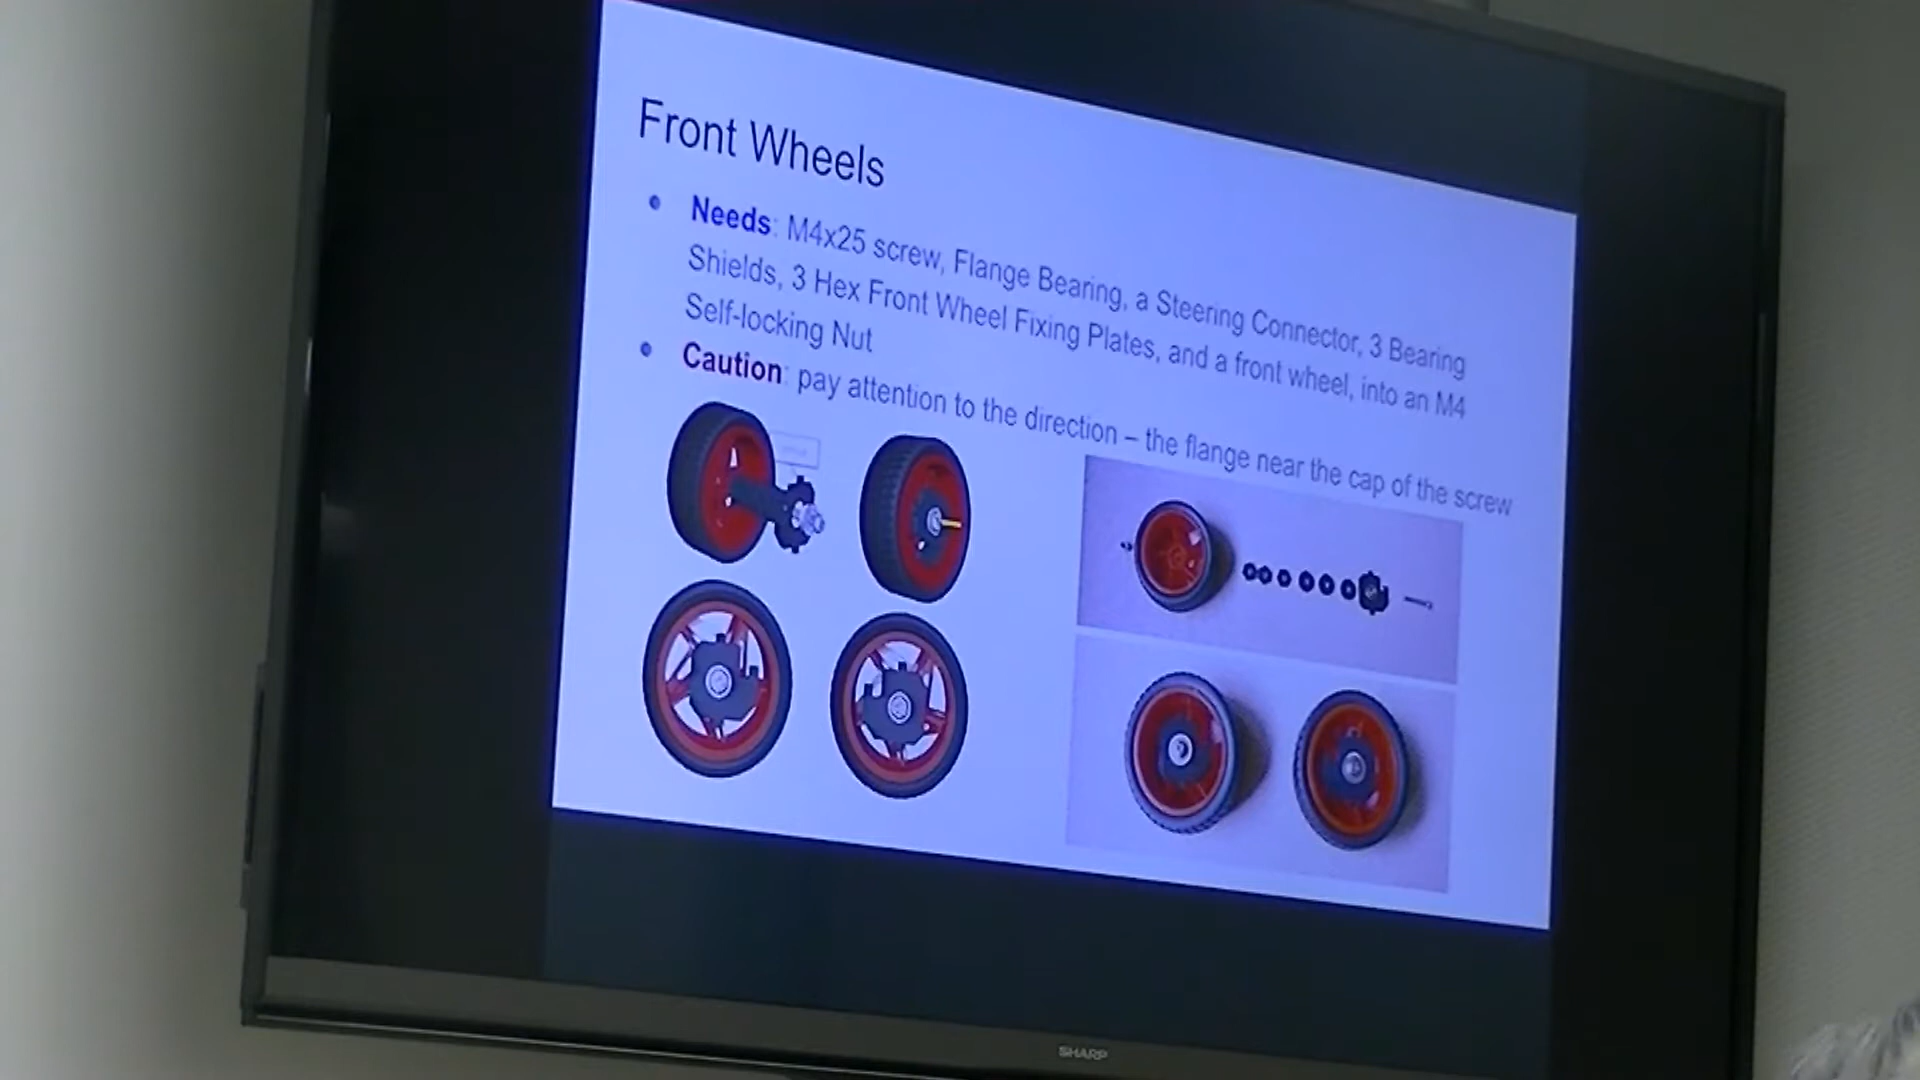 Front Wheels
• Needs: M4x25 screw, Flange Bearing, a Steering Connector, 3 Bearing
Shields, 3 Hex Front Wheel Fixing Plates, and a front wheel, into an M4
Self-locking Nut
• Caution: pay attention to the direction – the flange near the cap of the screw
SHARP